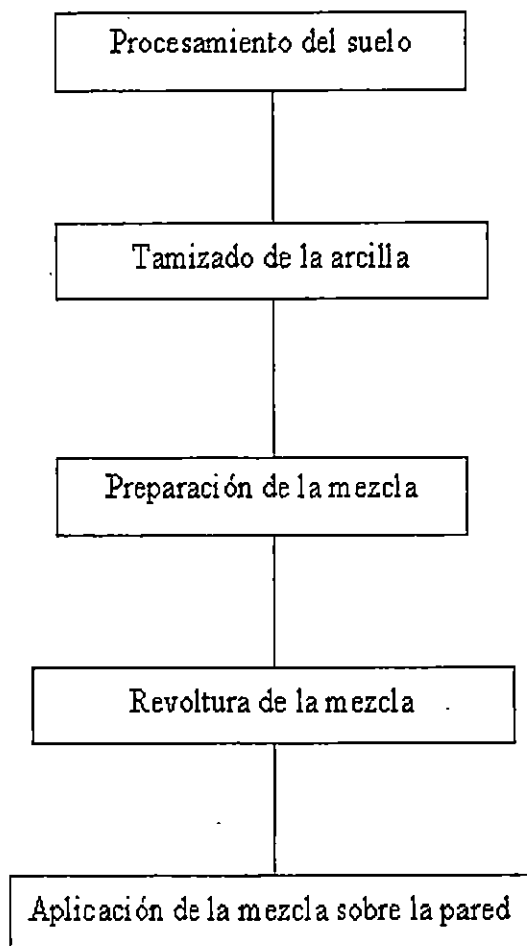 Procesamiento del suelo
Tamizado de la arcilla
Preparación de la mezcla
Revoltura de la mezcla
Aplicación de la mezcla sobre la pared